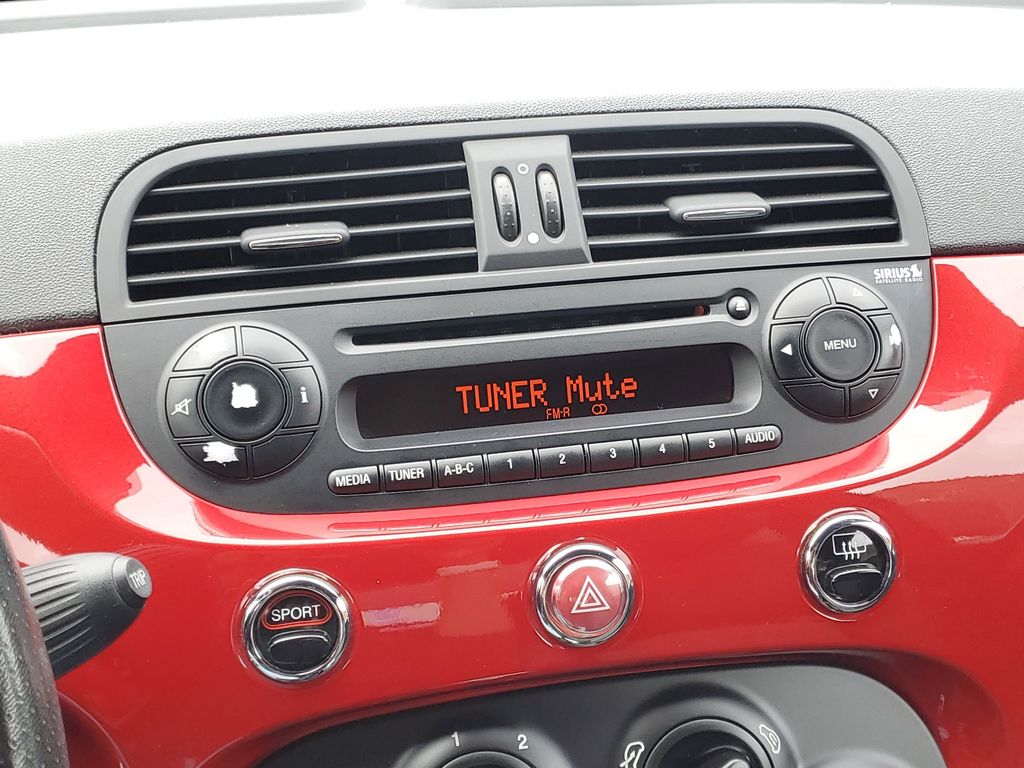 SIRIUS
SATELLITE RADIO
MENU
TUNER Mute
FM-R
i
MEDIA TUNER A-B-C 1 2 3 4 5 AUDIO
TRIP
SPORT
1 2